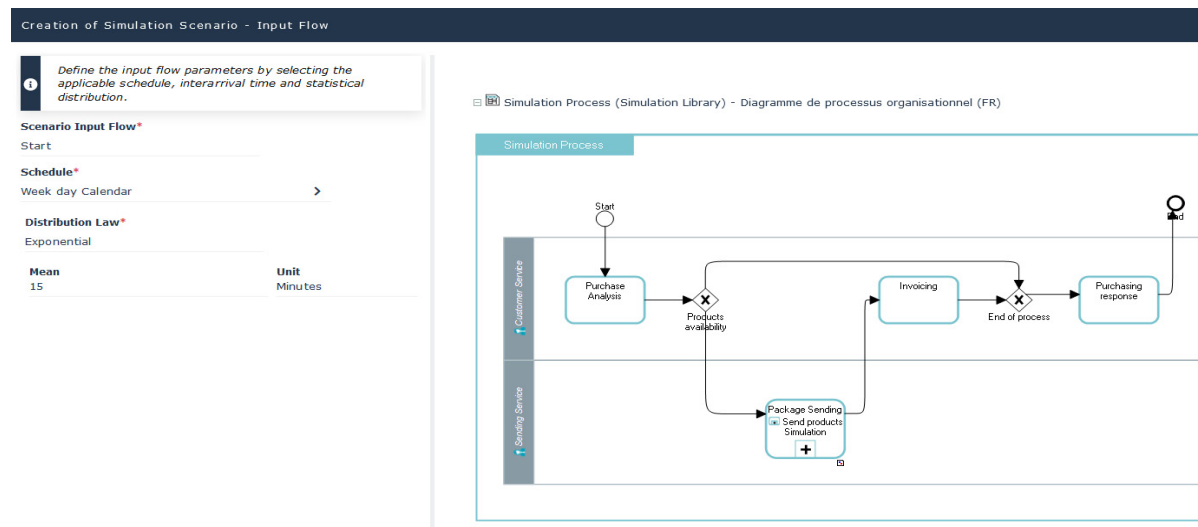 Creation of Simulation Scenario - Input Flow
Define the input flow parameters by selecting the
applicable schedule, interarrival time and statistical
distribution.
Scenario Input Flow*
Start
Schedule*
Week day Calendar
Distribution Law*
Exponential
Mean
Unit
15
Minutes
Simulation Process (Simulation Library) - Diagramme de processus organisationnel (FR)
Simulation Process
Start
End
Customer Service
Purchase
Analysis
Products
availability
Invoicing
End of process
Purchasing
response
Sending Service
Package Sending
Send products
Simulation